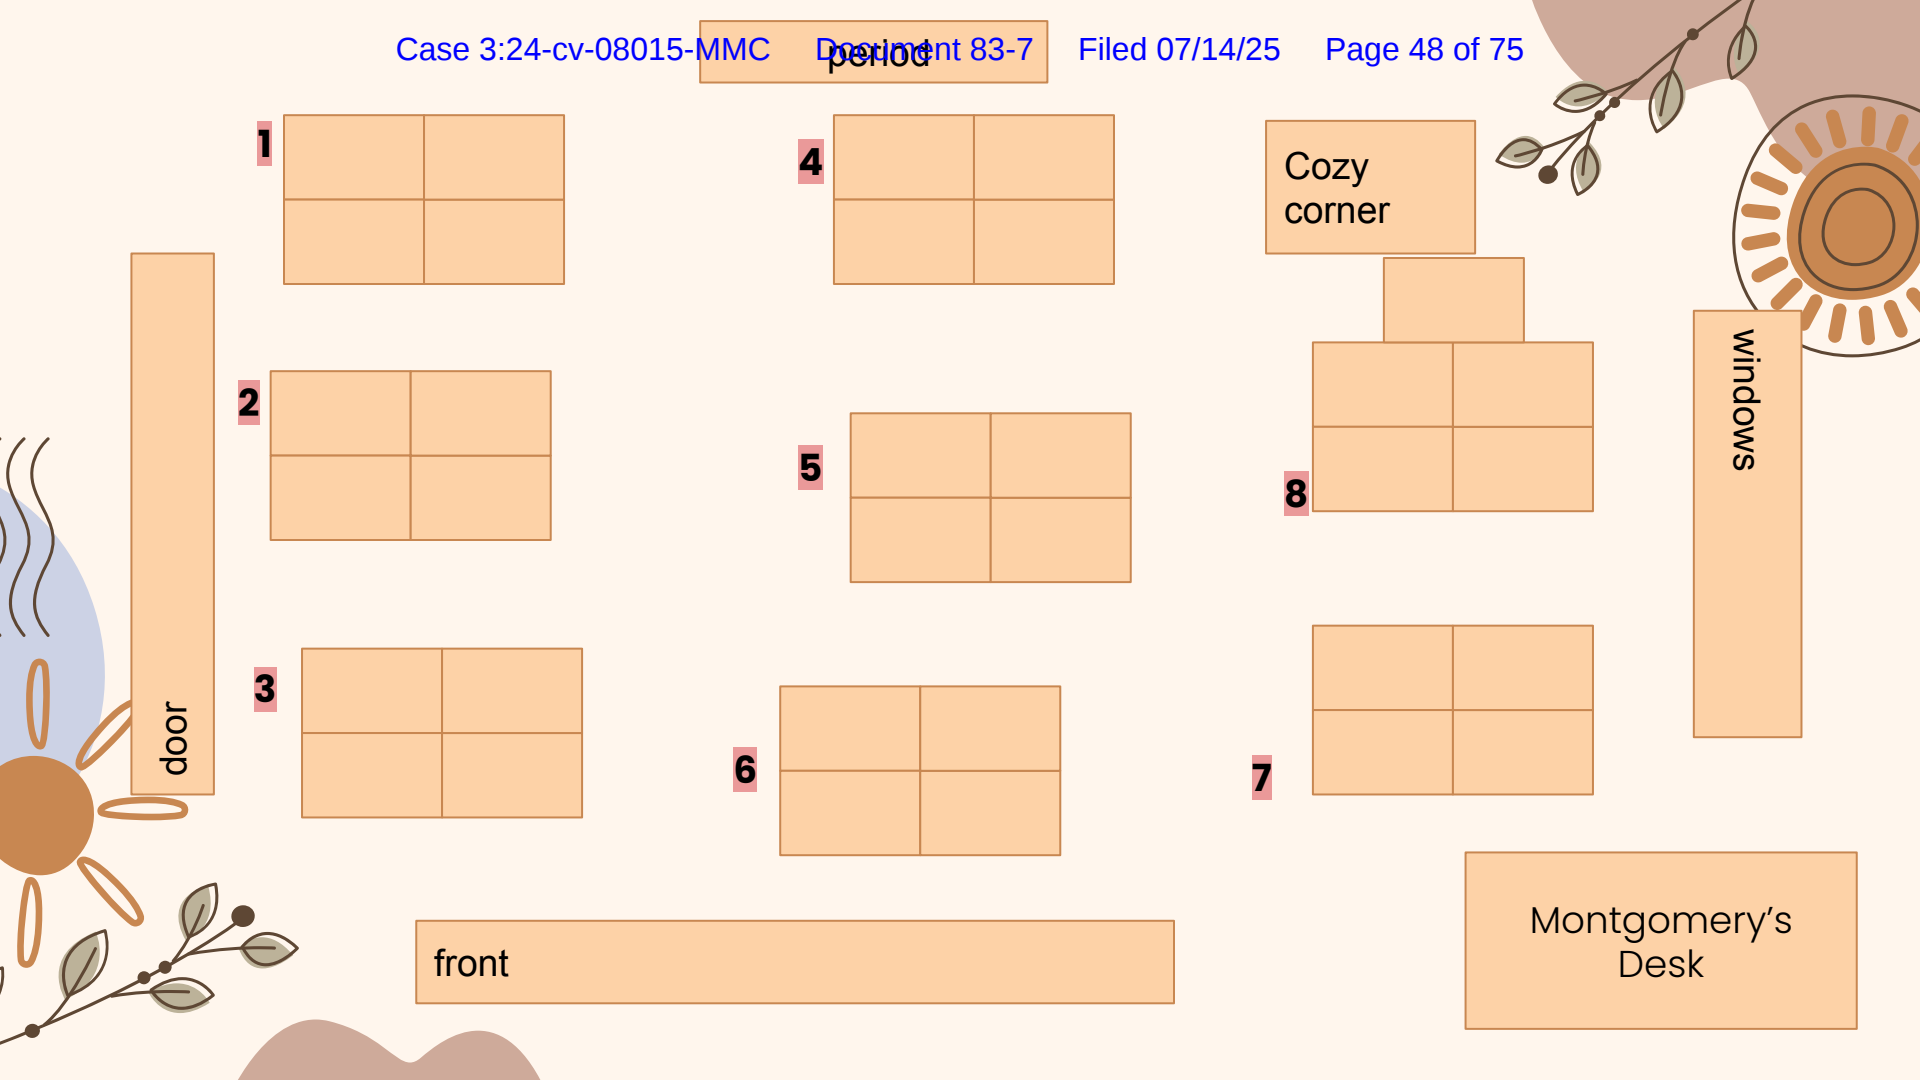 Case 3:24-cv-08015-MMC Document 83-7 Filed 07/14/25 Page 48 of 75
period
1
4
Cozy
corner
windows
2
5
8
3
door
6
7
Montgomery’s
Desk
front